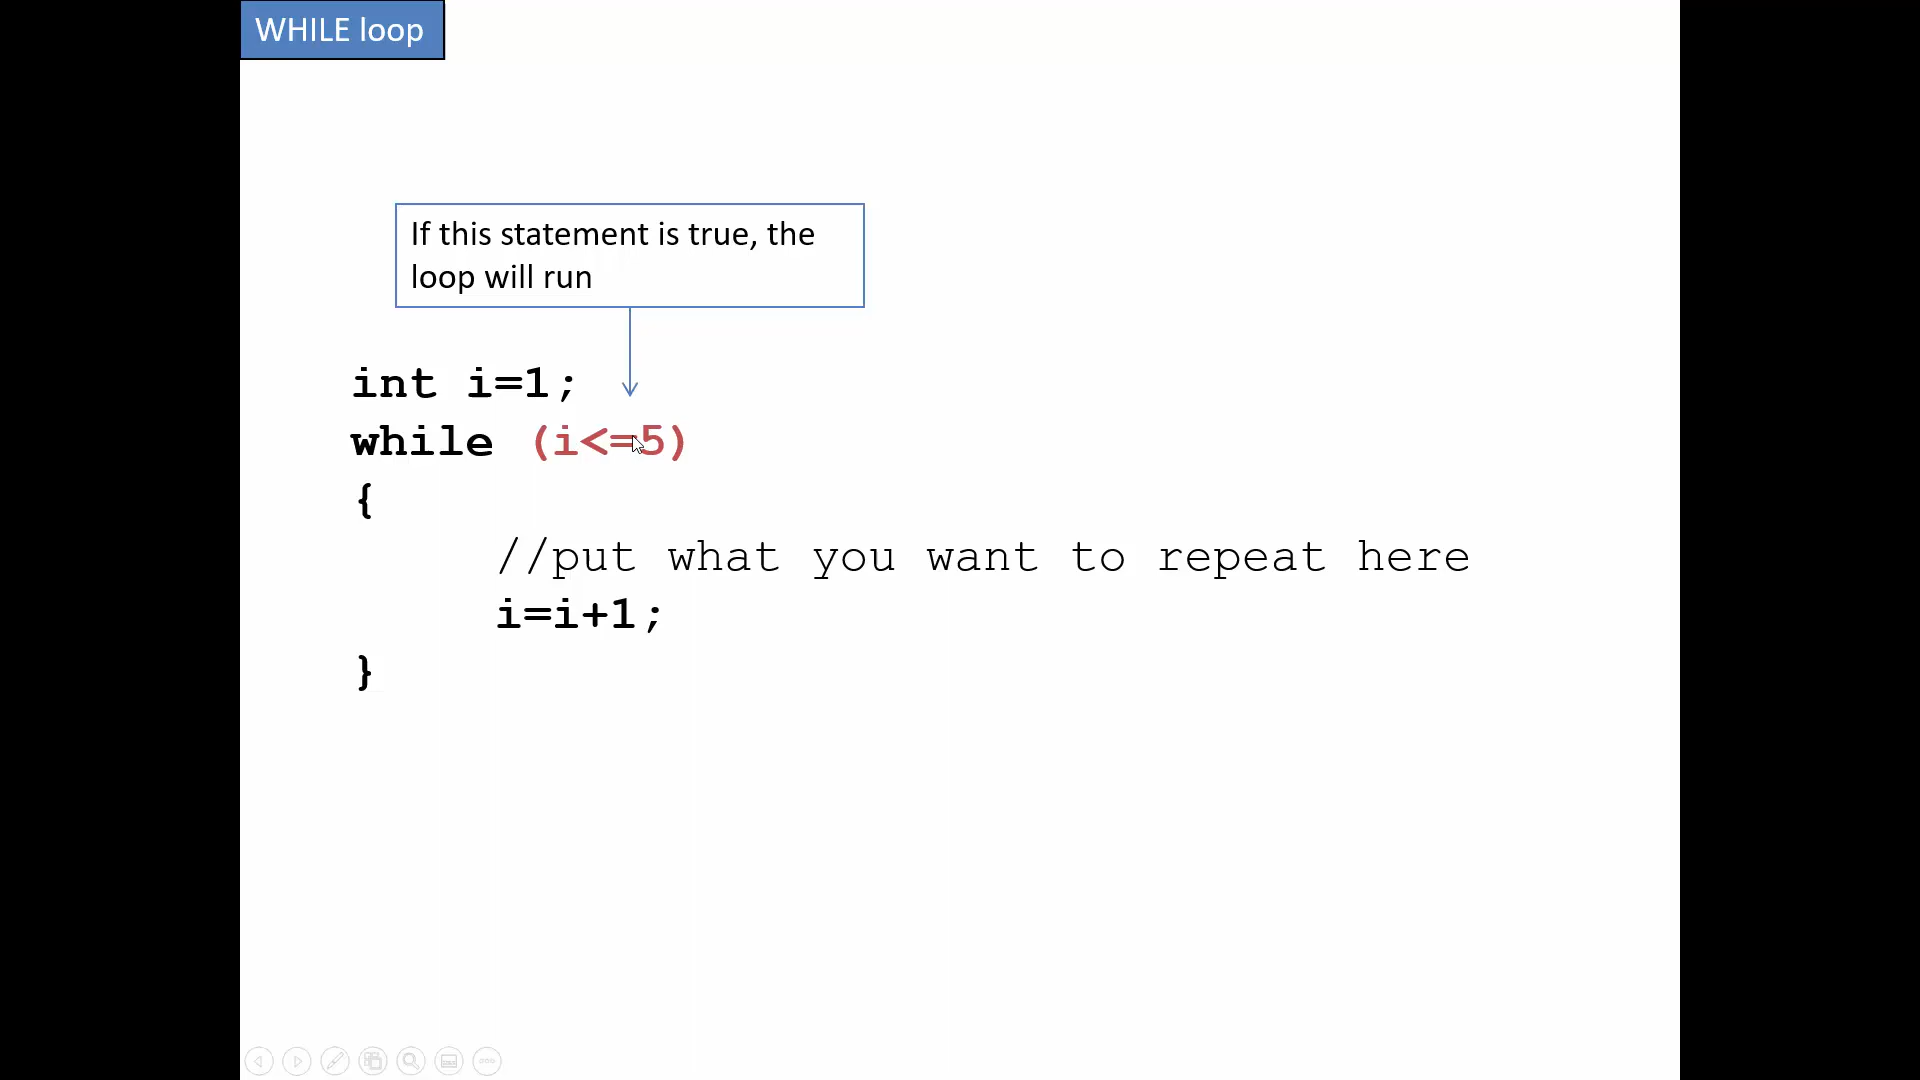 WHILE loop
If this statement is true, the
loop will run
int i=1;
while (i<=5)
{
//put what you want to repeat here
i=i+1;
}